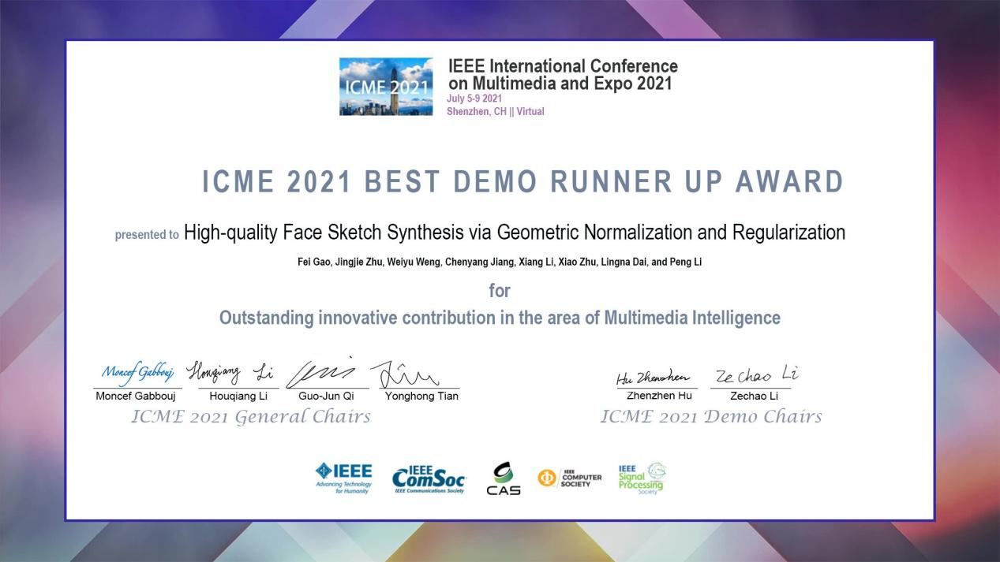 ICME 2021
IEEE International Conference
on Multimedia and Expo 2021
July 5-9 2021
Shenzhen, CH || Virtual
ICME 2021 BEST DEMO RUNNER UP AWARD
presented to High-quality Face Sketch Synthesis via Geometric Normalization and Regularization
Fei Gao, Jingjie Zhu, Weiyu Weng, Chenyang Jiang, Xiang Li, Xiao Zhu, Lingna Dai, and Peng Li
for
Outstanding innovative contribution in the area of Multimedia Intelligence
Moncef Gabbouj Houqiang Li Hu Zhenzhen Zechao Li
Moncef Gabbouj Houqiang Li Guo-Jun Qi Yonghong Tian Zhenzhen Hu Zechao Li
ICME 2021 General Chairs ICME 2021 Demo Chairs
IEEE
Advancing Technology
for Humanity
IEEE
ComSoc
IEEE Communications Society
CAS
IEEE
COMPUTER
SOCIETY
IEEE
Signal
Processing
Society